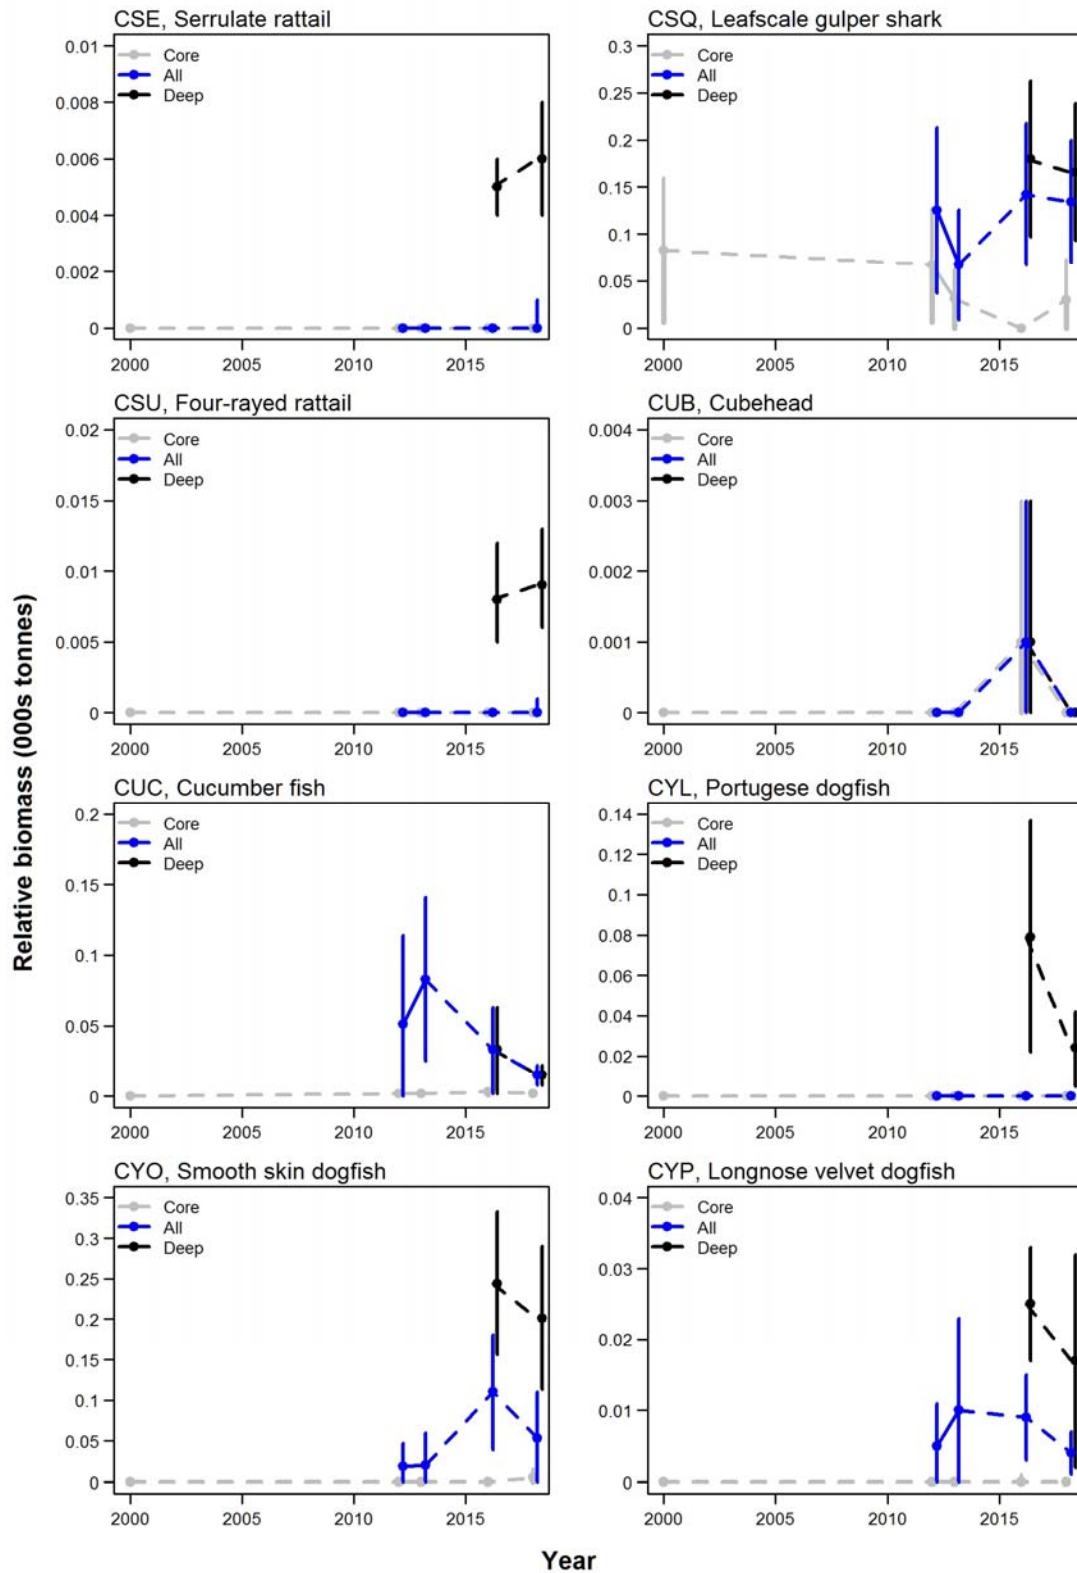 CSE, Serrulate rattail
Core
All
Deep
0.01
0.008
0.006
0.004
0.002
0
2000 2005 2010 2015
CSQ, Leafscale gulper shark
Core
All
Deep
0.3
0.25
0.2
0.15
0.1
0.05
0
2000 2005 2010 2015
CSU, Four-rayed rattail
Core
All
Deep
0.02
0.015
0.01
0.005
0
2000 2005 2010 2015
CUB, Cubehead
Core
All
Deep
0.004
0.003
0.002
0.001
0
2000 2005 2010 2015
CUC, Cucumber fish
Core
All
Deep
0.2
0.15
0.1
0.05
0
2000 2005 2010 2015
CYL, Portugese dogfish
Core
All
Deep
0.14
0.12
0.1
0.08
0.06
0.04
0.02
0
2000 2005 2010 2015
CYO, Smooth skin dogfish
Core
All
Deep
0.35
0.3
0.25
0.2
0.15
0.1
0.05
0
2000 2005 2010 2015
CYP, Longnose velvet dogfish
Core
All
Deep
0.04
0.03
0.02
0.01
0
2000 2005 2010 2015
Relative biomass (000s tonnes)
Year